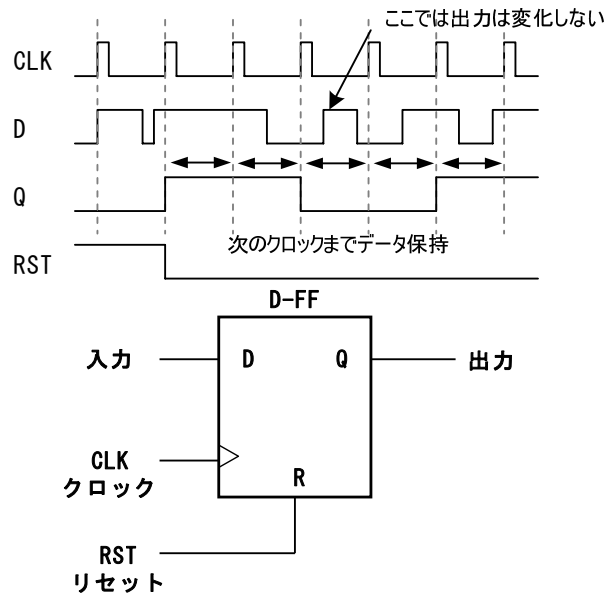 ここでは出力は変化しない
CLK
D
Q
次のクロックまでデータ保持
RST
D-FF
入力
D
Q
出力
CLK
クロック
R
RST
リセット